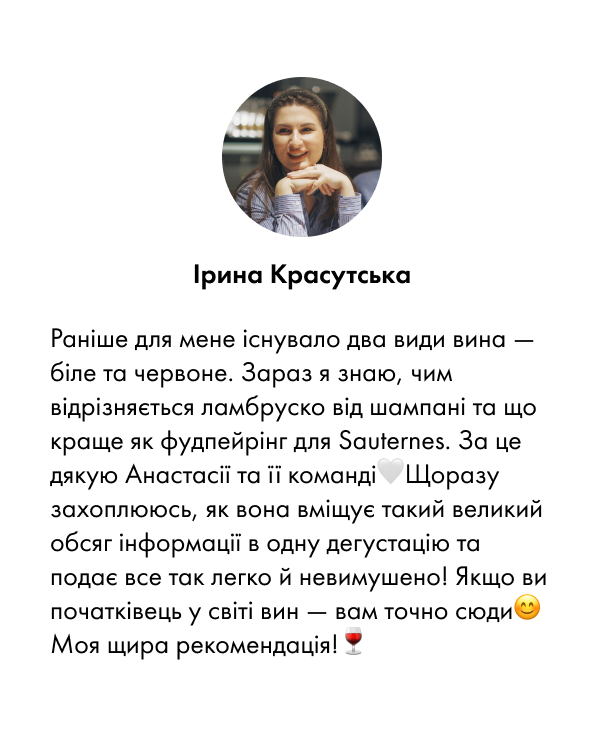 Ірина Красутська
Раніше для мене існувало два види вина —
біле та червоне. Зараз я знаю, чим
відрізняється ламбруско від шампані та що
краще як фудпейрінг для Sauternes. За це
дякую Анастасії та її команді🤍Щоразу
захоплююсь, як вона вміщує такий великий
обсяг інформації в одну дегустацію та
подає все так легко й невимушено! Якщо ви
початківець у світі вин — вам точно сюди😊
Моя щира рекомендація!🍷